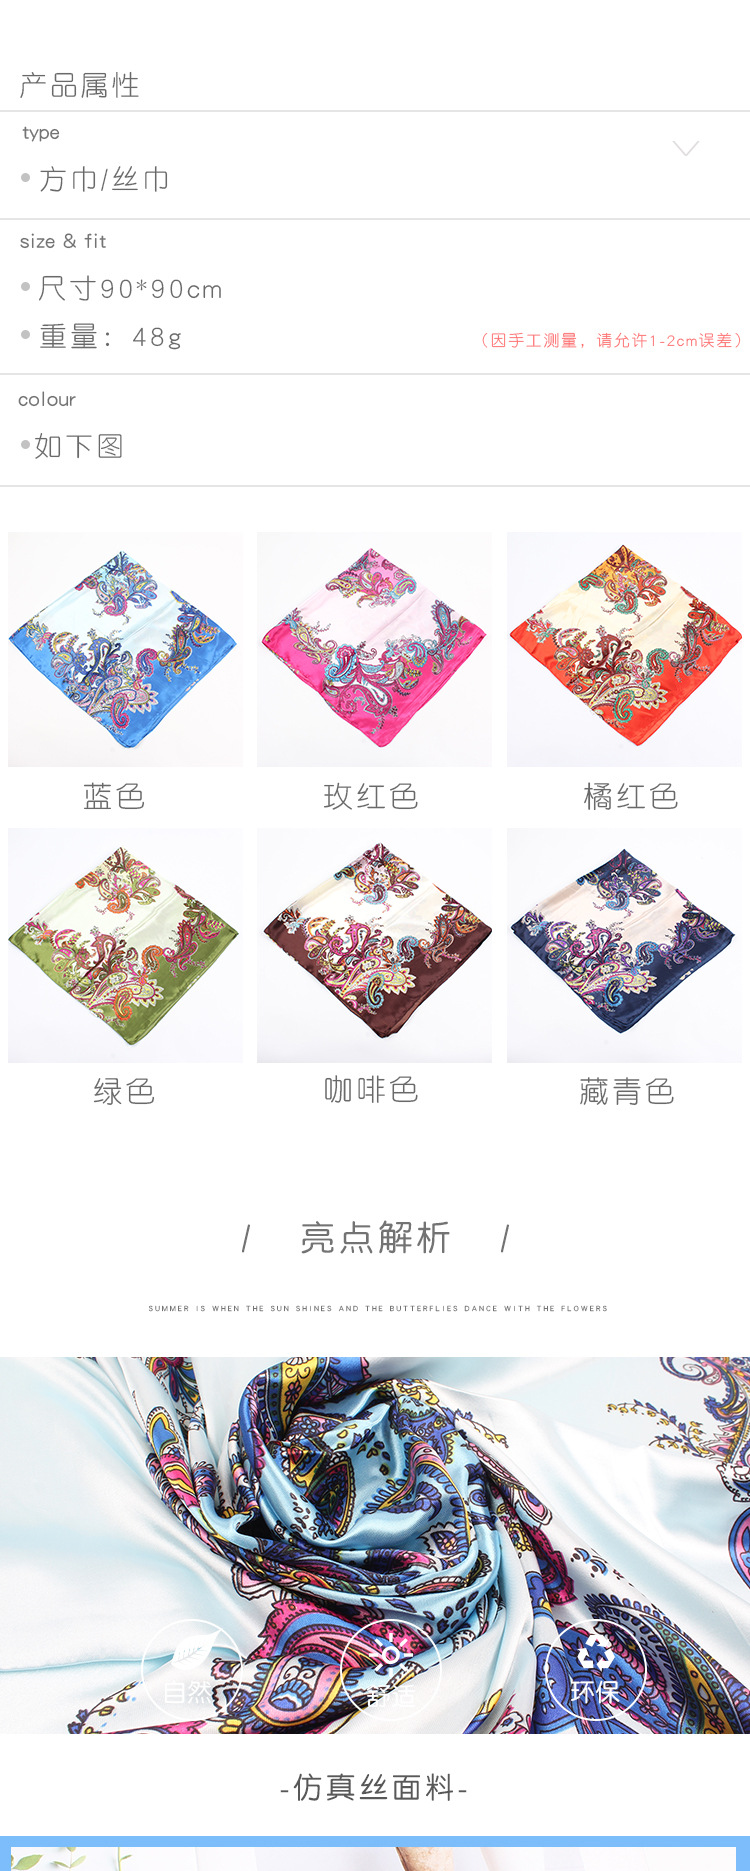 产品属性
type
方巾/丝巾
size & fit
尺寸90*90cm
重量：48g
（因手工测量，请允许1-2cm误差）
colour
如下图
蓝色
玫红色
橘红色
绿色
咖啡色
藏青色
/ 亮点解析 /
SUMMER IS WHEN THE SUN SHINES AND THE BUTTERFLIES DANCE WITH THE FLOWERS
自然
舒适
环保
-仿真丝面料-